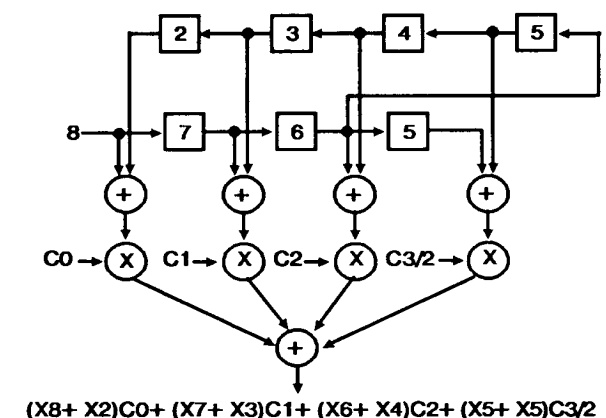 2 3 4 5
8 7 6 5
+ + + +
C0 X C1 X C2 X C3/2 X
+
(X8+ X2)C0+ (X7+ X3)C1+ (X6+ X4)C2+ (X5+ X5)C3/2